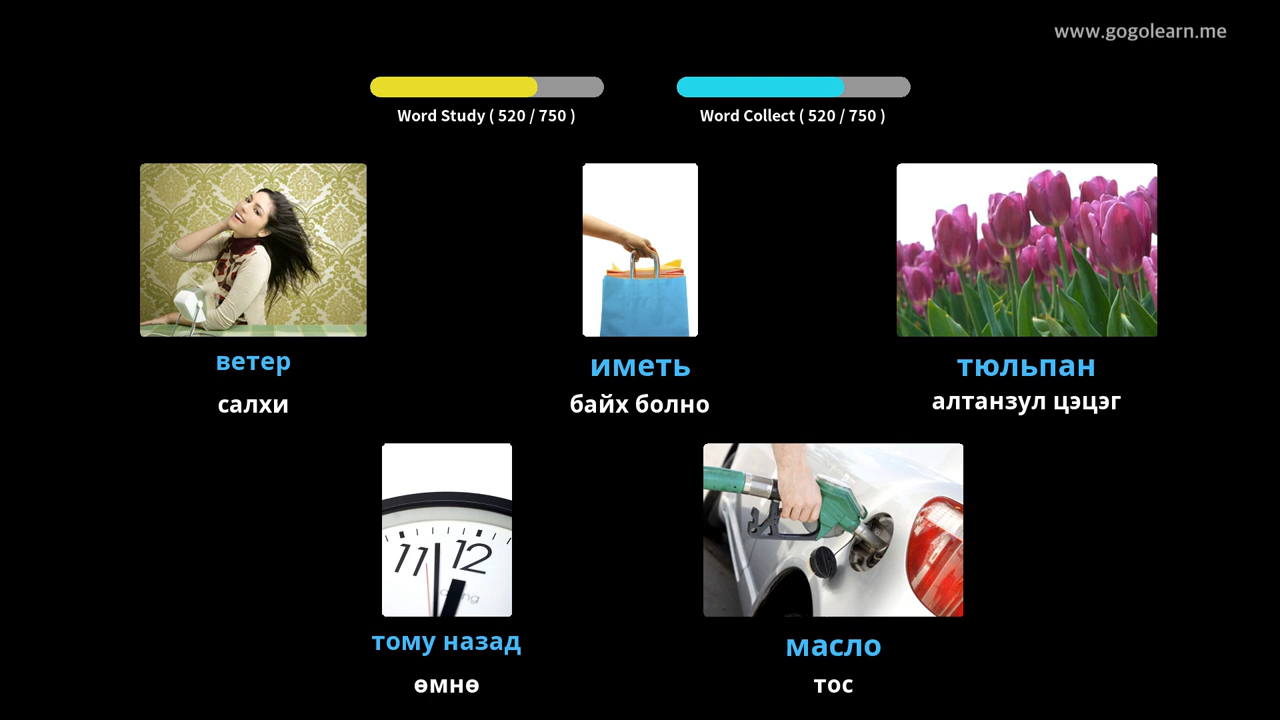 www.gogolearn.me
Word Study ( 520 / 750 )
Word Collect ( 520 / 750 )
ветер
салхи
иметь
байх болно
тюльпан
алтанзул цэцэг
11 12
тому назад
өмнө
масло
тос